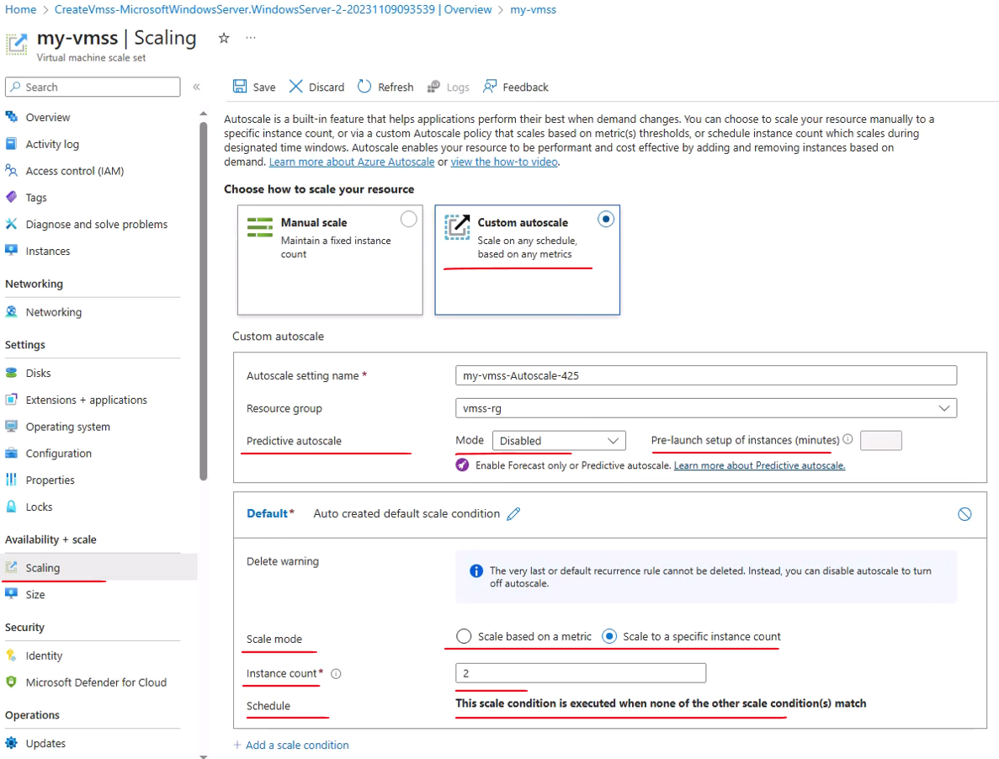 Home > CreateVmss-MicrosoftWindowsServer.WindowsServer-2-20231109093539 | Overview > my-vmss
my-vmss | Scaling
Virtual machine scale set
Search
Overview
Activity log
Access control (IAM)
Tags
Diagnose and solve problems
Instances
Networking
Networking
Settings
Disks
Extensions + applications
Operating system
Configuration
Properties
Locks
Availability + scale
Scaling
Size
Security
Identity
Microsoft Defender for Cloud
Operations
Updates
Save Discard Refresh Logs Feedback
Autoscale is a built-in feature that helps applications perform their best when demand changes. You can choose to scale your resource manually to a
specific instance count, or via a custom Autoscale policy that scales based on metric(s) thresholds, or schedule instance count which scales during
designated time windows. Autoscale enables your resource to be performant and cost effective by adding and removing instances based on
demand. Learn more about Azure Autoscale or view the how-to video.
Choose how to scale your resource
Manual scale
Maintain a fixed instance
count
Custom autoscale
Scale on any schedule,
based on any metrics
Custom autoscale
Autoscale setting name * my-vmss-Autoscale-425
Resource group vmss-rg
Predictive autoscale Mode Disabled Pre-launch setup of instances (minutes)
Enable Forecast only or Predictive autoscale. Learn more about Predictive autoscale.
Default* Auto created default scale condition
Delete warning
The very last or default recurrence rule cannot be deleted. Instead, you can disable autoscale to turn
off autoscale.
Scale mode Scale based on a metric Scale to a specific instance count
Instance count* 2
Schedule This scale condition is executed when none of the other scale condition(s) match
+ Add a scale condition